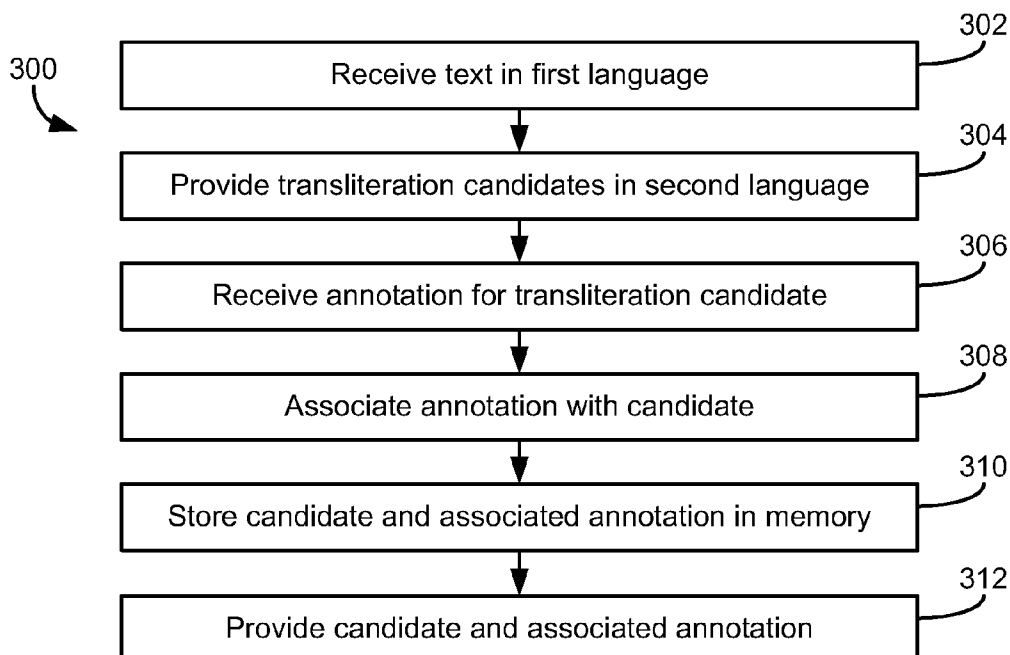 302
300
Receive text in first language
304
Provide transliteration candidates in second language
306
Receive annotation for transliteration candidate
308
Associate annotation with candidate
310
Store candidate and associated annotation in memory
312
Provide candidate and associated annotation